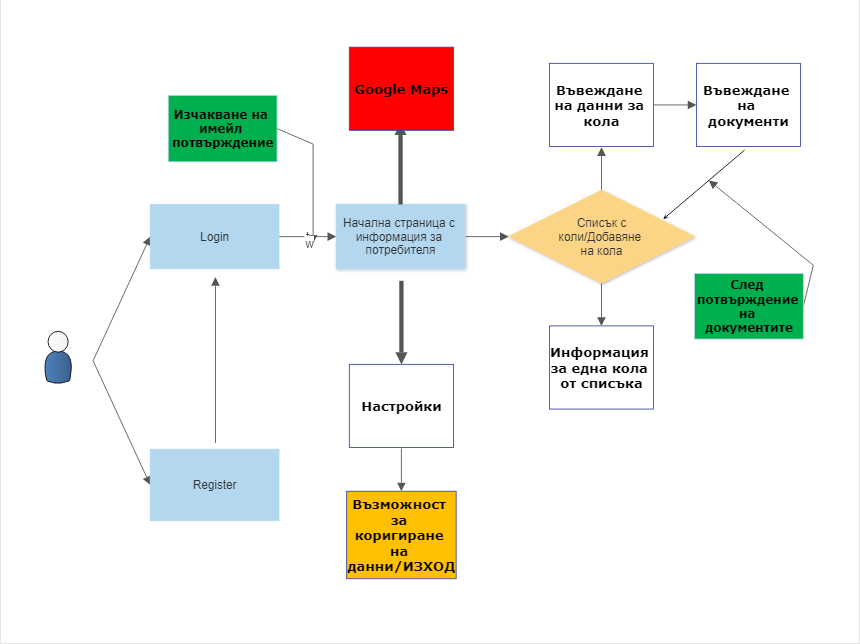 Google Maps
Въвеждане
на данни за
кола
Въвеждане
на
документи
Изчакване на
имейл
потвърждение
Login
w
Начална страница с
информация за
потребителя
Списък с
коли/Добавяне
на кола
След
потвърждение
на
документите
Информация
за една кола
от списъка
Настройки
Register
Възможност
за
коригиране
на
данни/ИЗХОД